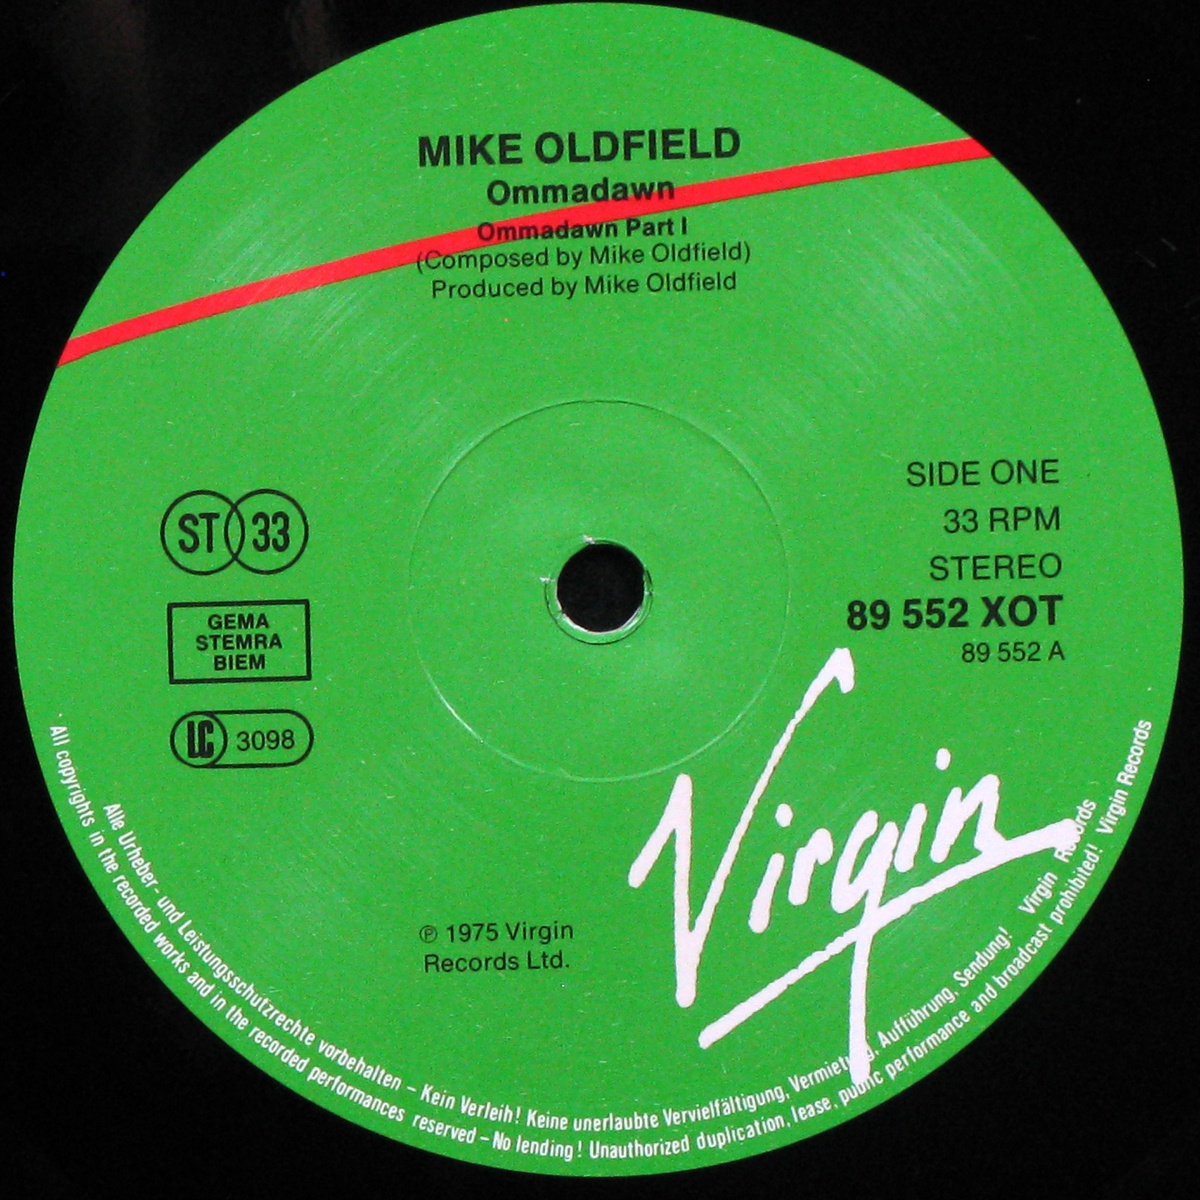 MIKE OLDFIELD
Ommadawn
Ommadawn Part I
(Composed by Mike Oldfield)
Produced by Mike Oldfield
SIDE ONE
33 RPM
STEREO
89 552 XOT
89 552 A
ST 33
GEMA
STEMRA
BIEM
LC 3098
Virgin
℗ 1975 Virgin
Records Ltd.
Alle Urheber- und Leistungsschutzrechte vorbehalten – Kein Verleih! Keine unerlaubte Vervielfältigung, Vermietung, Aufführung, Sendung! Virgin Records
All copyrights in the recorded works and in the recorded performances reserved – No lending! Unauthorized duplication, lease, public performance and broadcast prohibited! Virgin Records